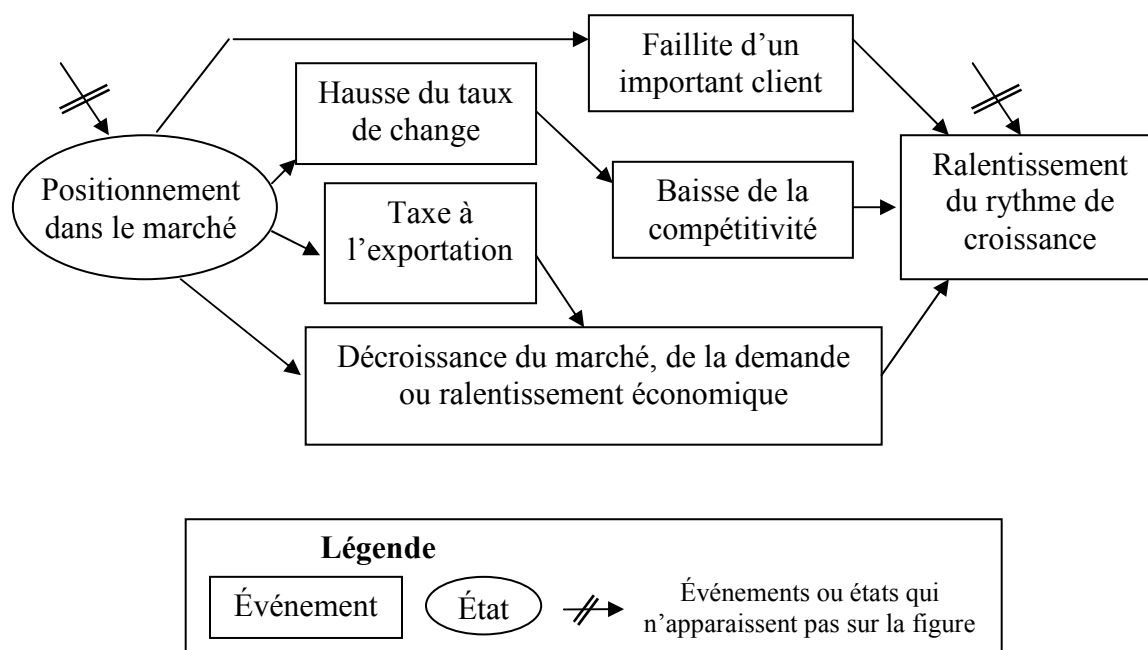 Faillite d'un
important client
Hausse du taux
de change
Positionnement
dans le marché
Taxe à
l'exportation
Baisse de la
compétitivité
Ralentissement
du rythme de
croissance
Décroissance du marché, de la demande
ou ralentissement économique
Légende
Événement
État
Événements ou états qui
n'apparaissent pas sur la figure